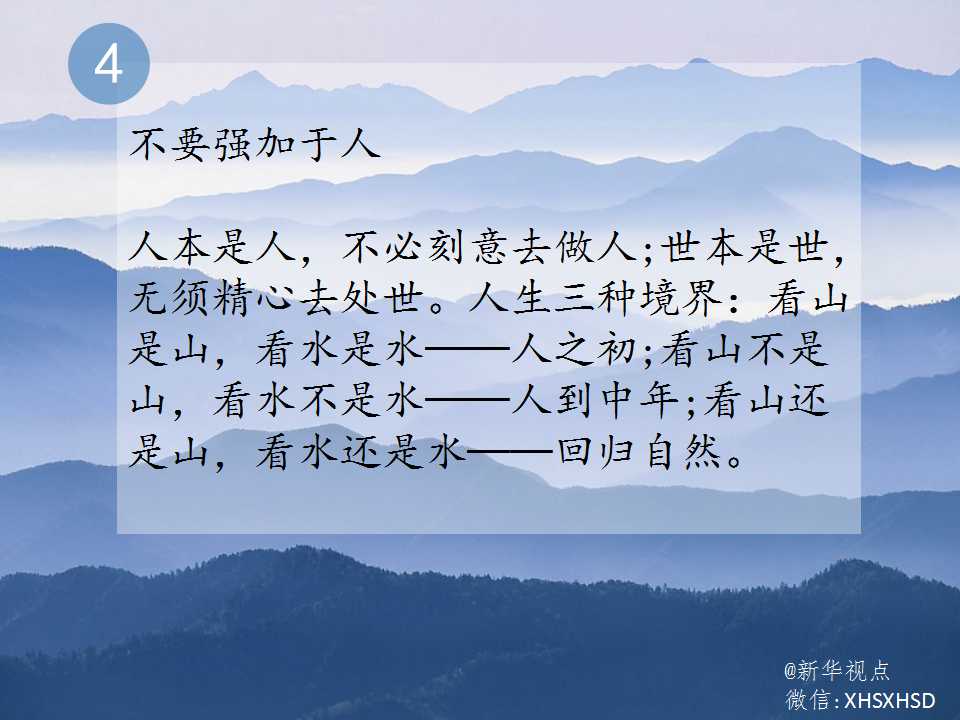 4
不要强加于人
人本是人，不必刻意去做人;世本是世，
无须精心去处世。人生三种境界：看山
是山，看水是水——人之初;看山不是
山，看水不是水——人到中年;看山还
是山，看水还是水——回归自然。
@新华视点
微信:XHSXHSD